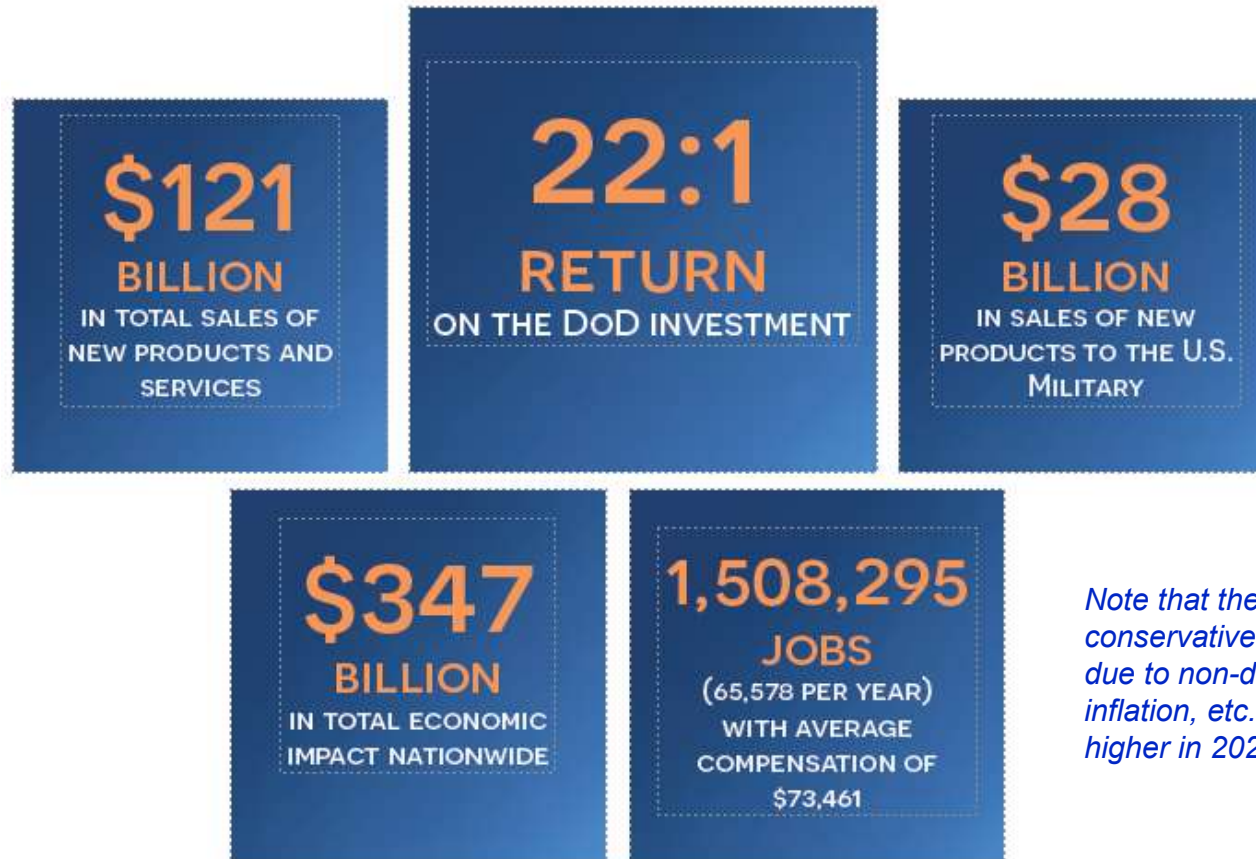 $121
BILLION
IN TOTAL SALES OF
NEW PRODUCTS AND
SERVICES
22:1
RETURN
ON THE DOD INVESTMENT
$28
BILLION
IN SALES OF NEW
PRODUCTS TO THE U.S.
MILITARY
$347
BILLION
IN TOTAL ECONOMIC
IMPACT NATIONWIDE
1,508,295
JOBS
(65,578 PER YEAR)
WITH AVERAGE
COMPENSATION OF
$73,461
Note that the
conservative
due to non-d
inflation, etc.
higher in 202